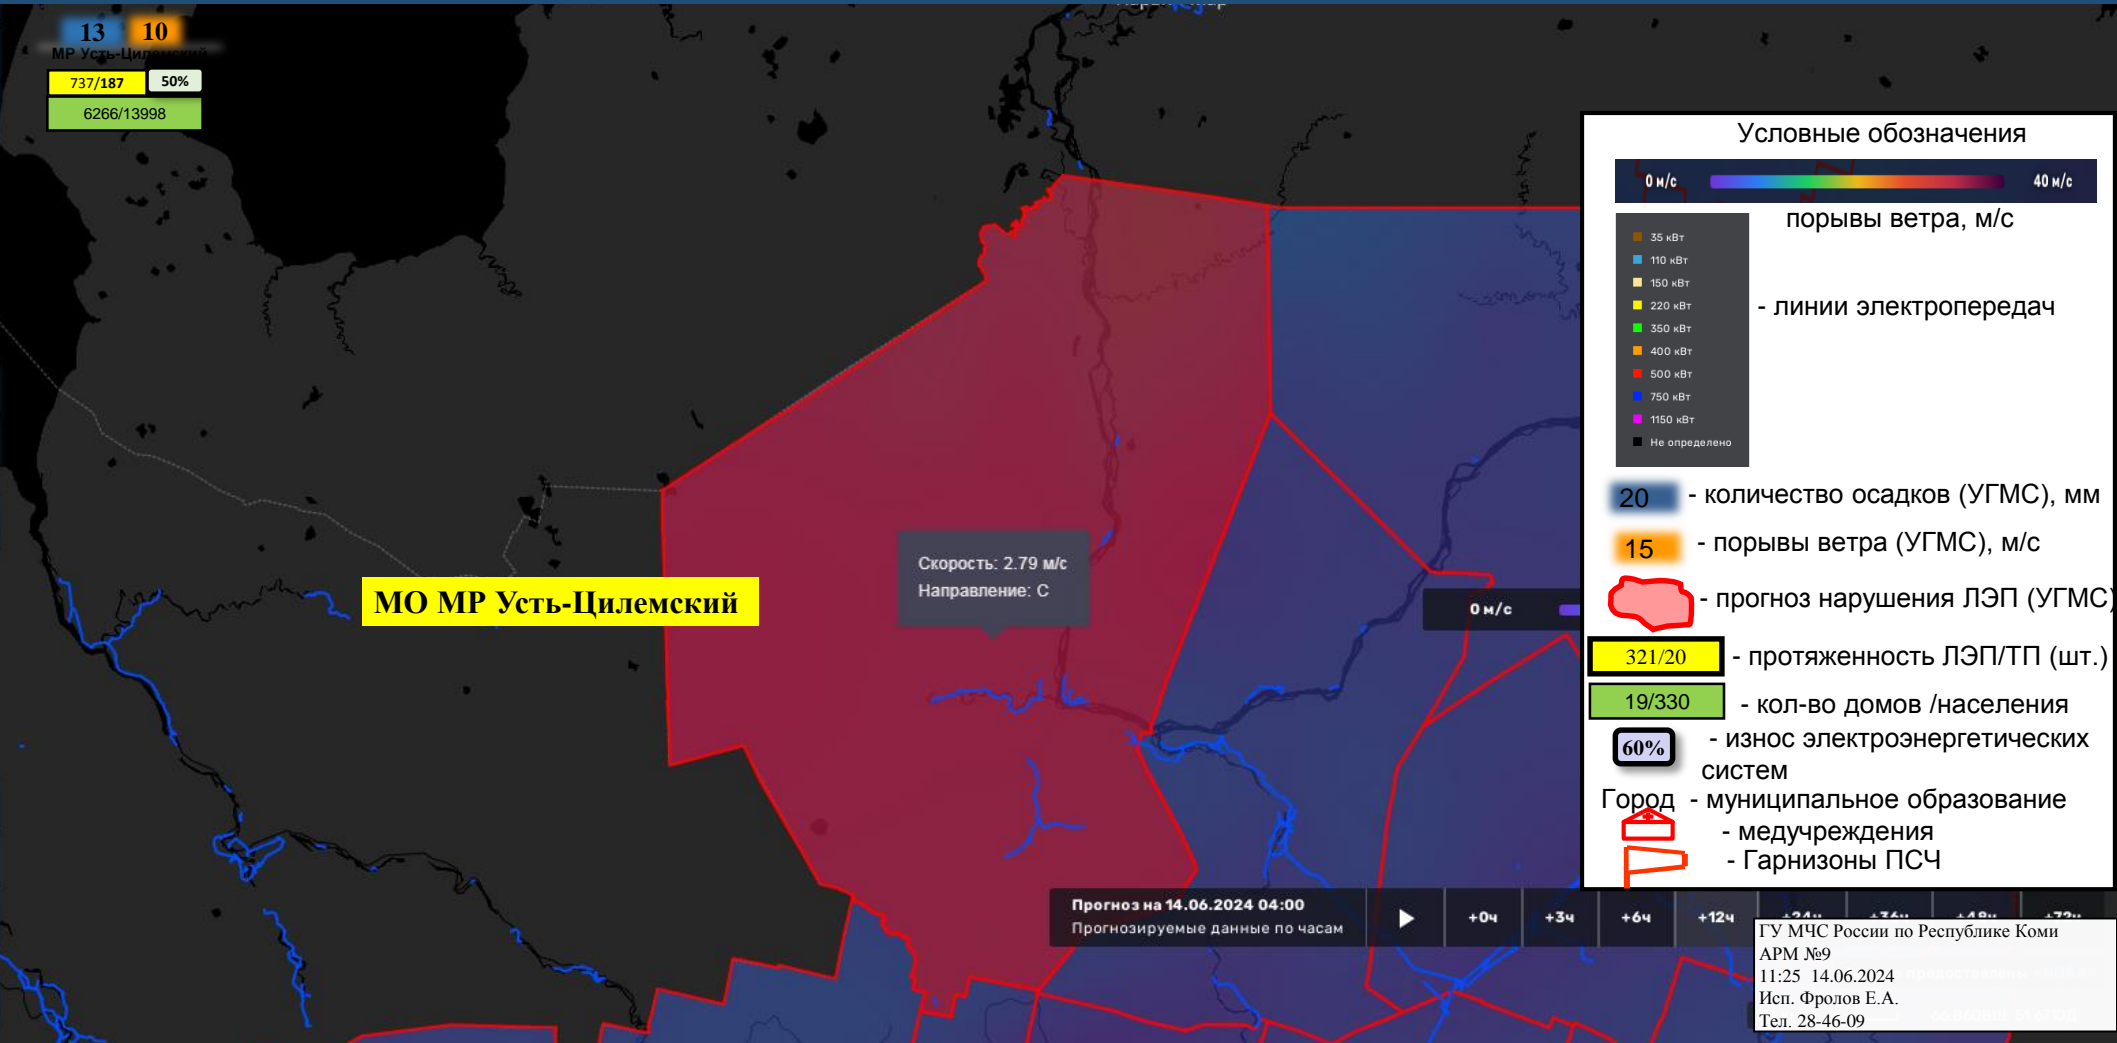 13 10
МР Усть-Цилемский
737/187 50%
6266/13998
МО МР Усть-Цилемский
Скорость: 2.79 м/с
Направление: С
0 м/с
Условные обозначения
0 м/с 40 м/с
порывы ветра, м/с
35 кВт
110 кВт
150 кВт
220 кВт
350 кВт
400 кВт
500 кВт
750 кВт
1150 кВт
Не определено
- линии электропередач
20 - количество осадков (УГМС), мм
15 - порывы ветра (УГМС), м/с
- прогноз нарушения ЛЭП (УГМС)
321/20 - протяженность ЛЭП/ТП (шт.)
19/330 - кол-во домов /населения
60% - износ электроэнергетических
систем
Город - муниципальное образование
- медучреждения
- Гарнизоны ПСЧ
Прогноз на 14.06.2024 04:00
Прогнозируемые данные по часам
+0ч +3ч +6ч +12ч +24ч +36ч +48ч +72ч
ГУ МЧС России по Республике Коми
АРМ №9
11:25 14.06.2024
Исп. Фролов Е.А.
Тел. 28-46-09